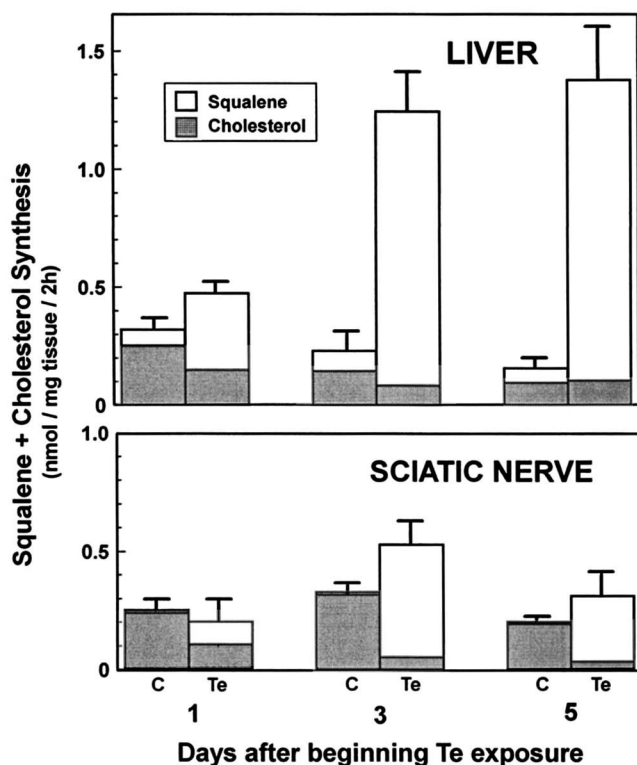 LIVER
Squalene
Cholesterol
1.5
1.0
0.5
0
Squalene + Cholesterol Synthesis
(nmol / mg tissue / 2h)
SCIATIC NERVE
1.0
0.5
0
C Te C Te C Te
1 3 5
Days after beginning Te exposure